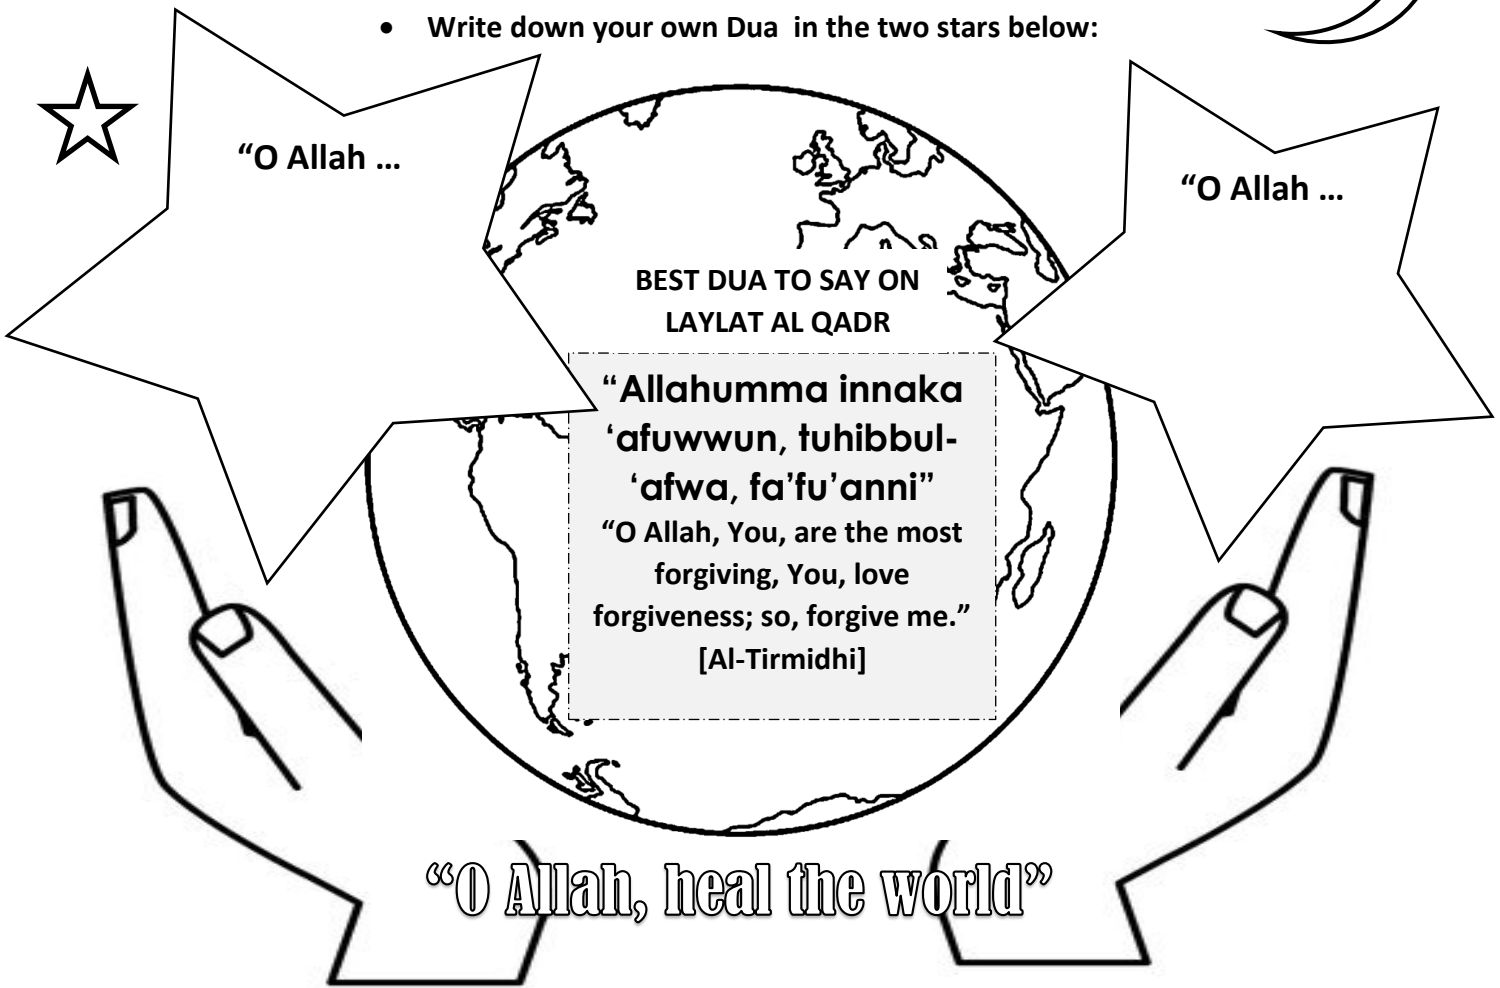 • Write down your own Dua  in the two stars below:
“O Allah ...
“O Allah ...
BEST DUA TO SAY ON
LAYLAT AL QADR
“Allahumma innaka
‘afuwwun, ŧuhibbul-
‘afwa, fa’fu’anni”
“O Allah, You, are the most
forgiving, You, love
forgiveness; so, forgive me.”
[Al-Tirmidhi]
“O Allah, heal the world”